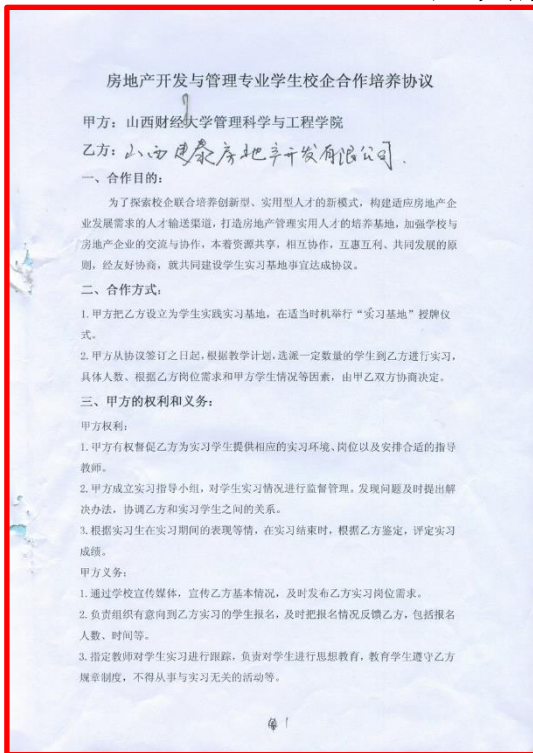 房地产开发与管理专业学生校企合作培养协议
甲方：山西财经大学管理科学与工程学院
乙方：山西思泰房地产开发有限公司.
一、合作目的：
为了探索校企联合培养创新型、实用型人才的新模式，构建适应房地产企
业发展需求的人才输送渠道，打造房地产管理实用人才的培养基地，加强学校与
房地产企业的交流与协作，本着资源共享，相互协作，互惠互利、共同发展的原
则，经友好协商，就共同建设学生实习基地事宜达成协议。
二、合作方式：
1.甲方把乙方设立为学生实践实习基地，在适当时机举行“实习基地”授牌仪
式。
2.甲方从协议签订之日起，根据教学计划，选派一定数量的学生到乙方进行实习，
具体人数、根据乙方岗位需求和甲方学生情况等因素，由甲乙双方协商决定。
三、甲方的权利和义务：
甲方权利：
1.甲方有权督促乙方为实习学生提供相应的实习环境、岗位以及安排合适的指导
教师。
2.甲方成立实习指导小组，对学生实习情况进行监督管理。发现问题及时提出解
决办法，协调乙方和实习学生之间的关系。
3.根据实习生在实习期间的表现等情，在实习结束时，根据乙方鉴定，评定实习
成绩。
甲方义务：
1.通过学校宣传媒体，宣传乙方基本情况，及时发布乙方实习岗位需求。
2.负责组织有意向到乙方实习的学生报名，及时把报名情况反馈乙方，包括报名
人数、时间等。
3.指定教师对学生实习进行跟踪，负责对学生进行思想教育，教育学生遵守乙方
规章制度，不得从事与实习无关的活动等。
1